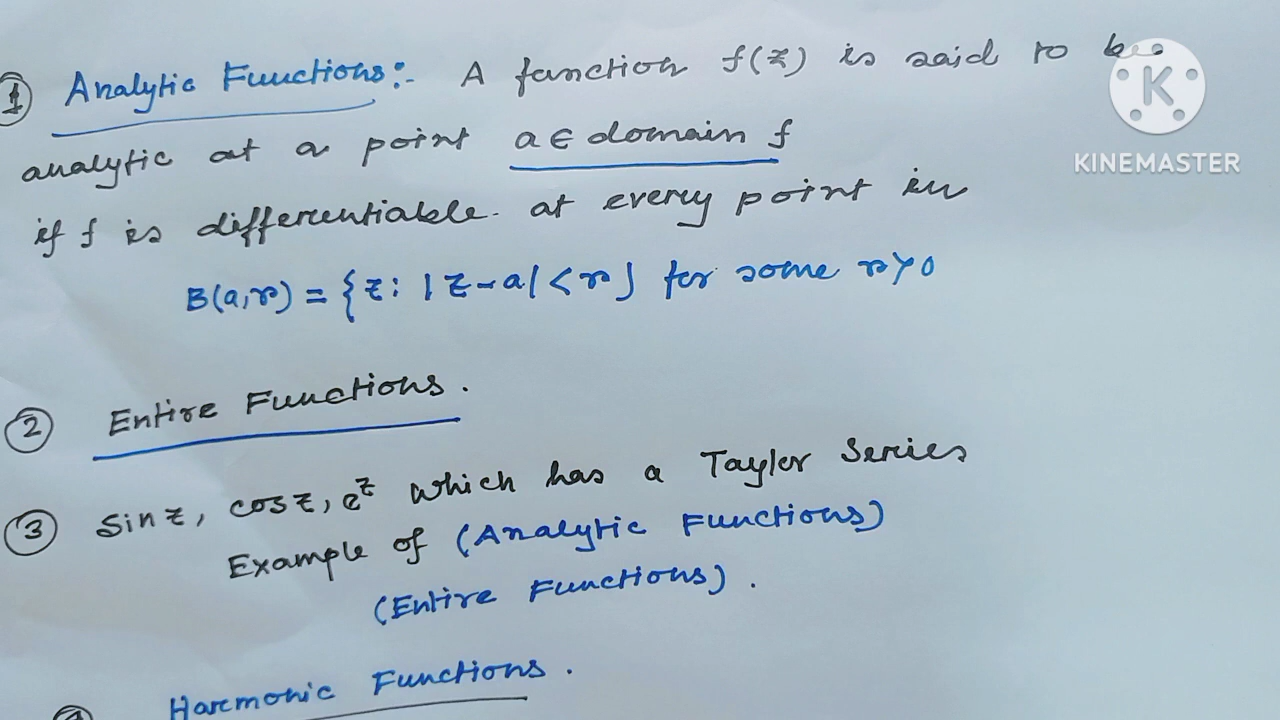 ① Analytic Functions:- A function f(z) is said to be
KINEMASTER
analytic at a point a ∈ domain f
if f is differentiable. at every point in
B(a,r) = {z: |z-a| < r} for some r>0
② Entire Functions.
③ sin z, cos z, e^z which has a Taylor Series
Example of (Analytic Functions)
(Entire Functions).
Harmonic Functions.